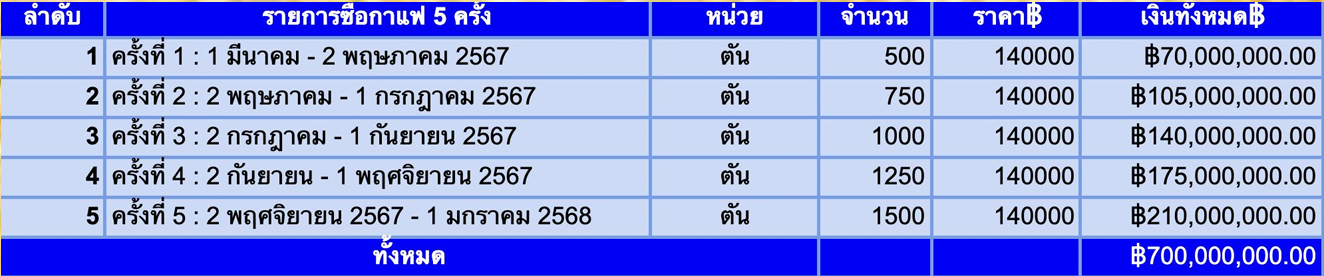 ลำดับ รายการซื้อกาแฟ 5 ครั้ง หน่วย จำนวน ราคา฿ เงินทั้งหมด฿
1 ครั้งที่ 1 : 1 มีนาคม - 2 พฤษภาคม 2567 ตัน 500 140000 ฿70,000,000.00
2 ครั้งที่ 2 : 2 พฤษภาคม - 1 กรกฎาคม 2567 ตัน 750 140000 ฿105,000,000.00
3 ครั้งที่ 3 : 2 กรกฎาคม - 1 กันยายน 2567 ตัน 1000 140000 ฿140,000,000.00
4 ครั้งที่ 4 : 2 กันยายน - 1 พฤศจิยายน 2567 ตัน 1250 140000 ฿175,000,000.00
5 ครั้งที่ 5 : 2 พฤศจิยายน 2567 - 1 มกราคม 2568 ตัน 1500 140000 ฿210,000,000.00
ทั้งหมด ฿700,000,000.00